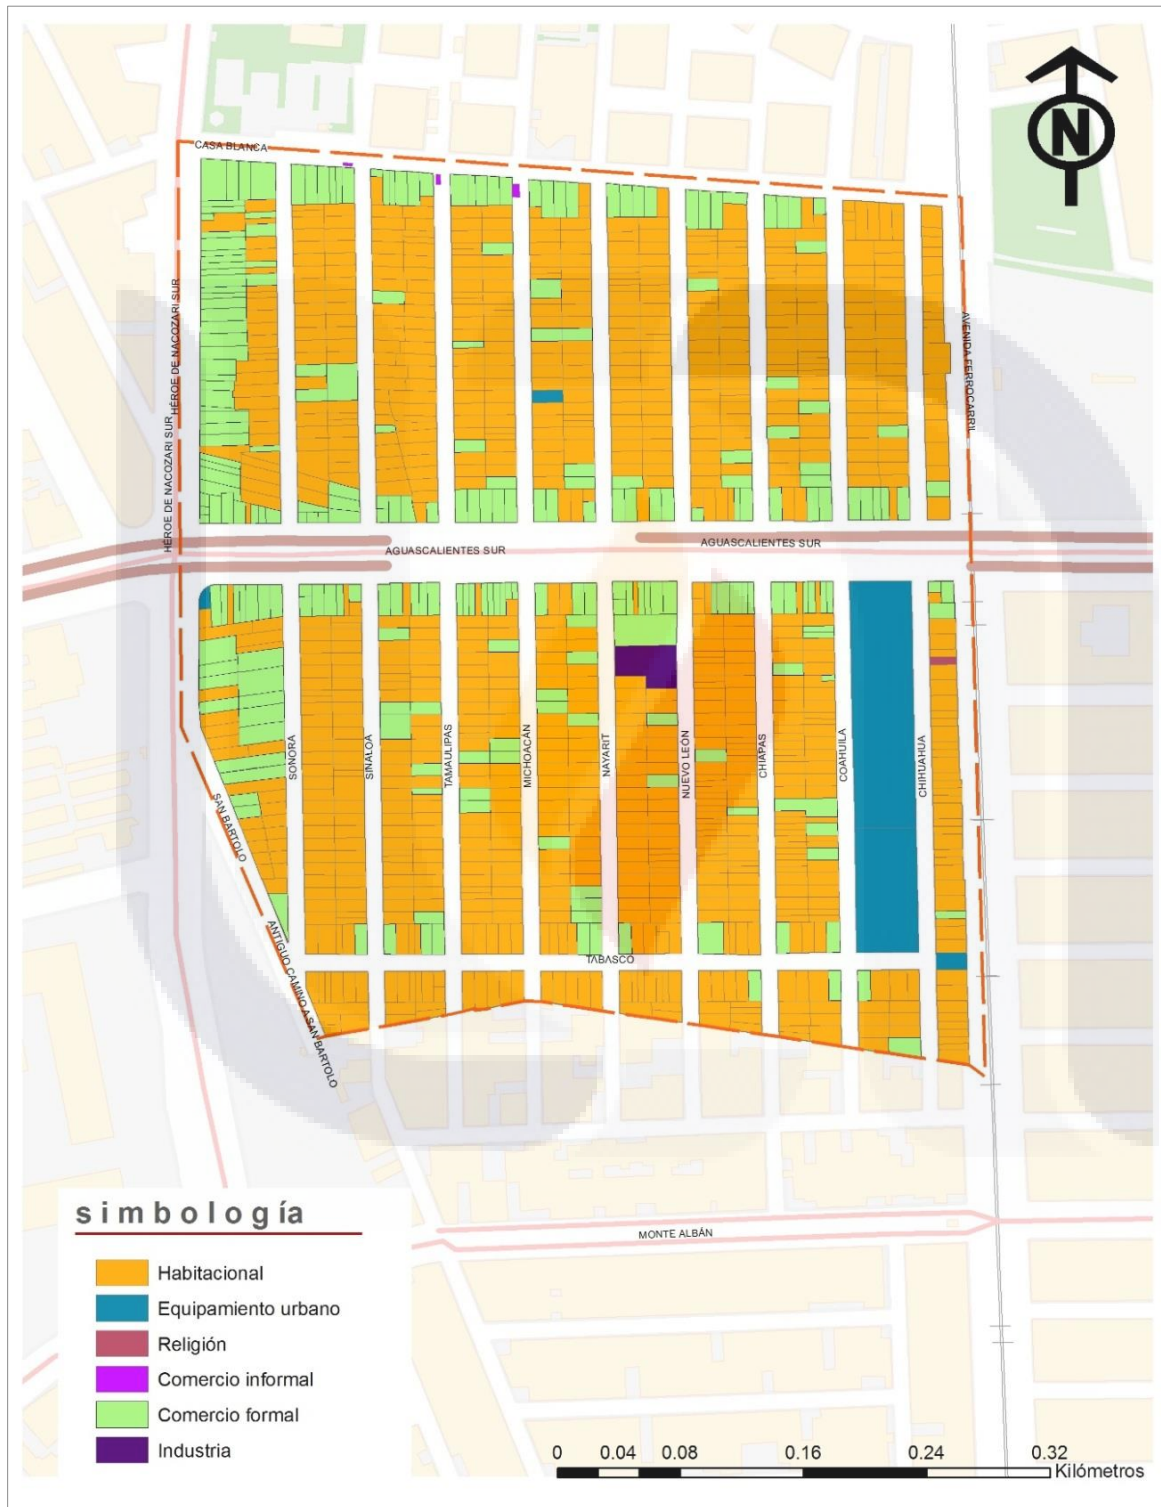 N
CASA BLANCA
HÉROE DE NACOZARI SUR
HÉROE DE NACOZARI SUR
AVENIDA FERROCARRIL
AGUASCALIENTES SUR
AGUASCALIENTES SUR
SONORA
SINALOA
TAMAULIPAS
MICHOACÁN
NAYARIT
NUEVO LEÓN
CHIAPAS
COAHUILA
CHIHUAHUA
SAN BARTOLO
ANTIGUO CAMINO A SAN BARTOLO
TABASCO
MONTE ALBÁN
simbología
Habitacional
Equipamiento urbano
Religión
Comercio informal
Comercio formal
Industria
0 0.04 0.08 0.16 0.24 0.32
Kilómetros